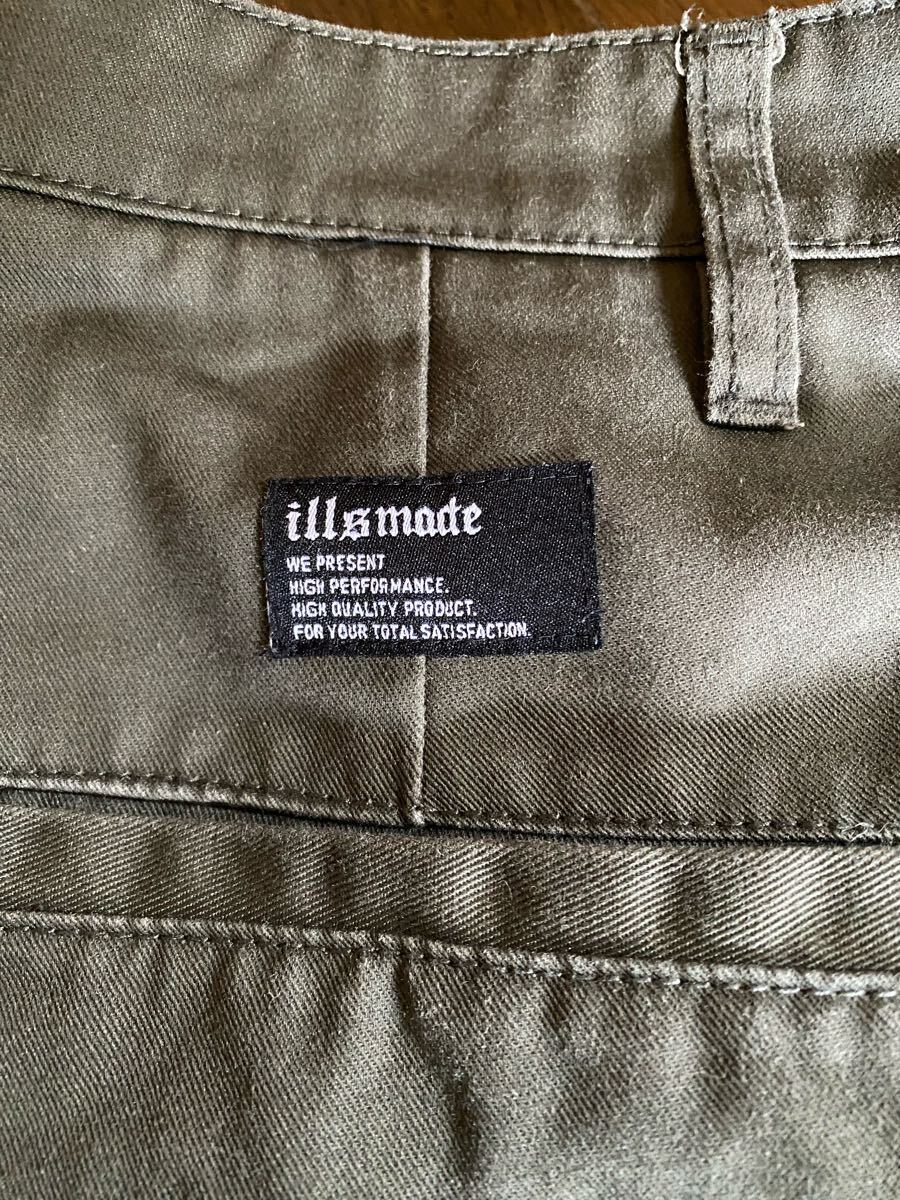 illsmade
WE PRESENT
HIGH PERFORMANCE.
HIGH QUALITY PRODUCT.
FOR YOUR TOTAL SATISFACTION.